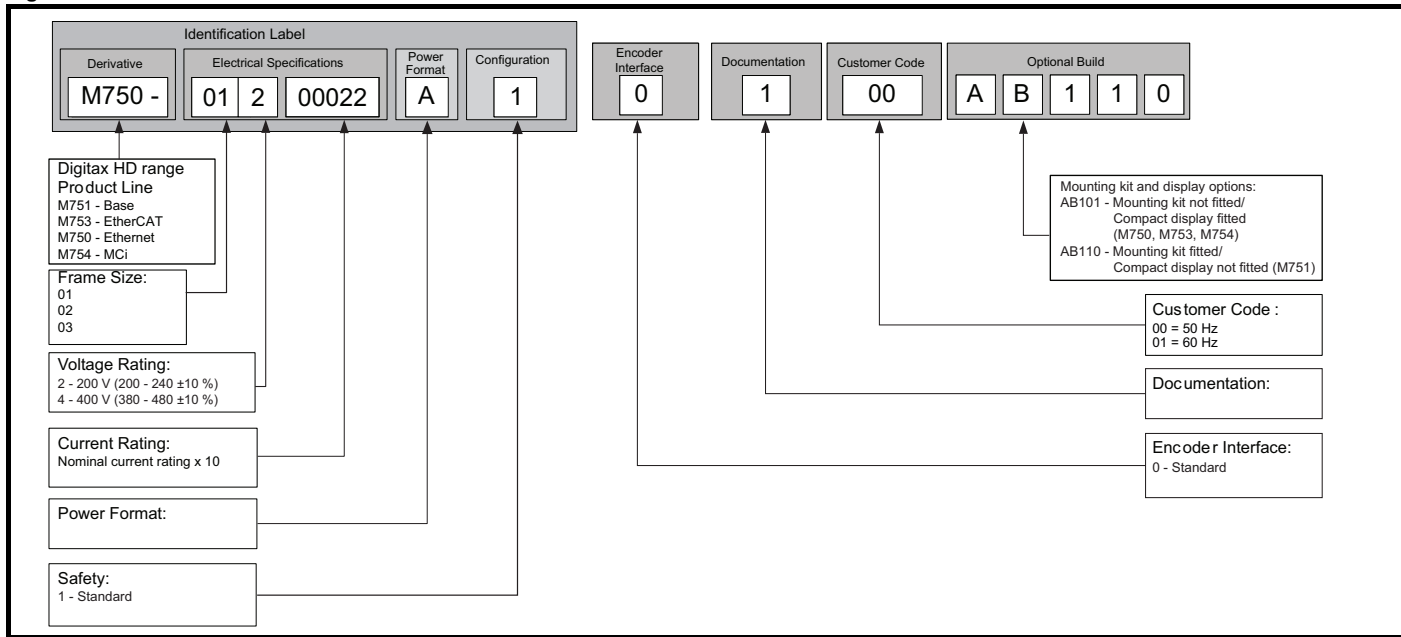 Identification Label
Derivative
Electrical Specifications
Power
Format
Configuration
Encoder
Interface
Documentation
Customer Code
Optional Build
M750 -
01
2
00022
A
1
0
1
00
A
B
1
1
0
Digitax HD range
Product Line
M751 - Base
M753 - EtherCAT
M750 - Ethernet
M754 - MCi
Frame Size:
01
02
03
Voltage Rating:
2 - 200 V (200 - 240 ±10 %)
4 - 400 V (380 - 480 ±10 %)
Current Rating:
Nominal current rating x 10
Power Format:
Safety:
1 - Standard
Mounting kit and display options:
AB101 - Mounting kit not fitted/
Compact display fitted
(M750, M753, M754)
AB110 - Mounting kit fitted/
Compact display not fitted (M751)
Customer Code :
00 = 50 Hz
01 = 60 Hz
Documentation:
Encoder Interface:
0 - Standard